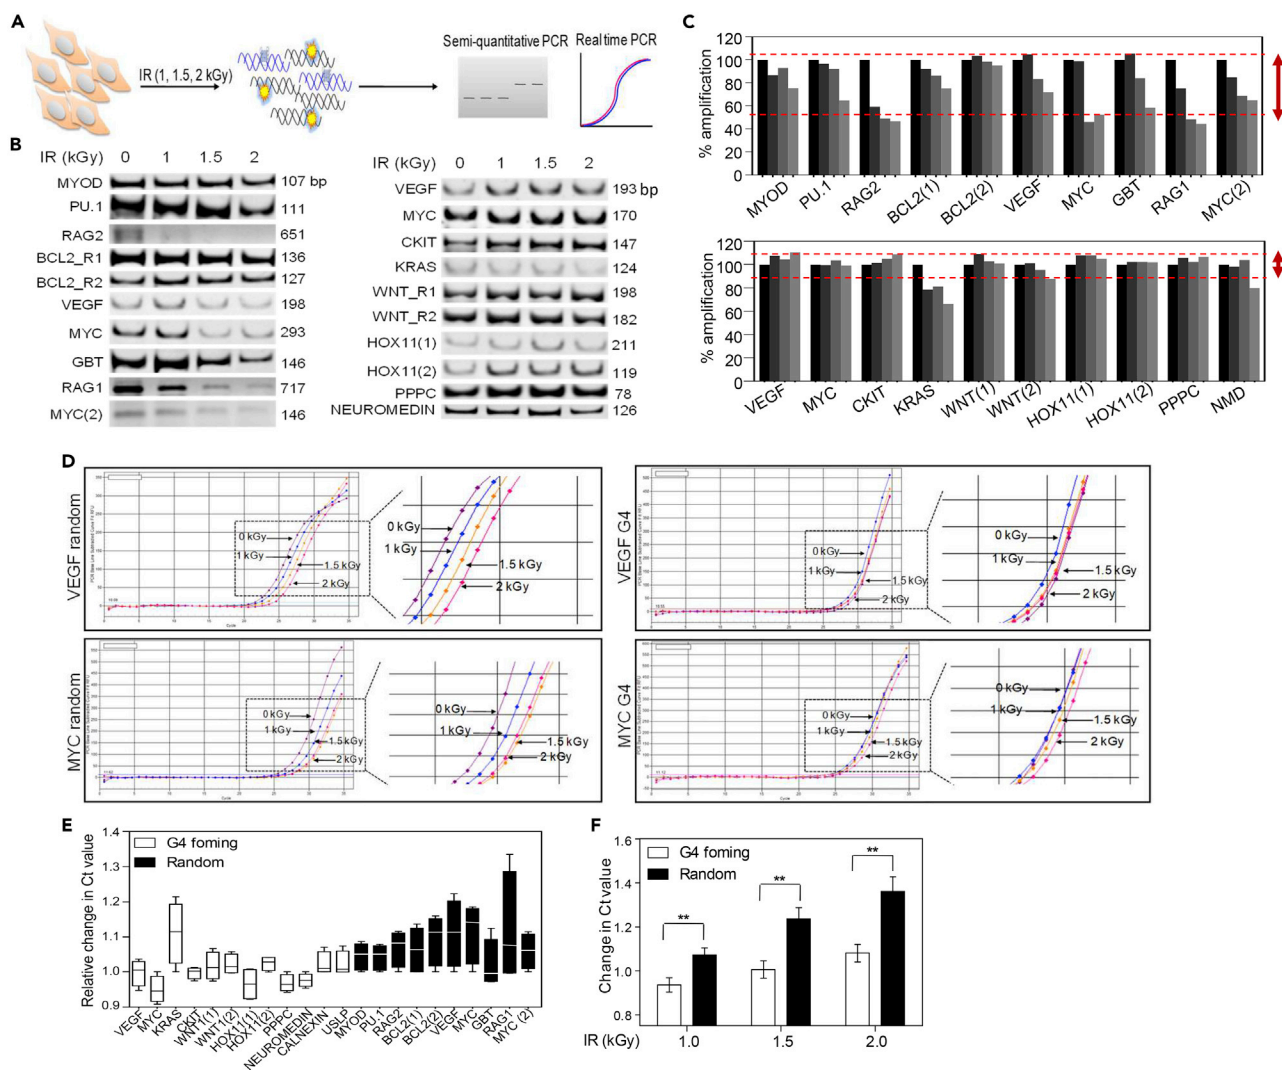 A
IR (1, 1.5, 2 kGy)
Semi-quantitative PCR
Real time PCR
B
IR (kGy) 0 1 1.5 2
MYOD 107 bp
PU.1 111
RAG2 651
BCL2_R1 136
BCL2_R2 127
VEGF 198
MYC 293
GBT 146
RAG1 717
MYC(2) 146
IR (kGy) 0 1 1.5 2
VEGF 193 bp
MYC 170
CKIT 147
KRAS 124
WNT_R1 198
WNT_R2 182
HOX11(1) 211
HOX11(2) 119
PPPC 78
NEUROMEDIN 126
C
% amplification
120
100
80
60
40
20
0
MYOD PU.1 RAG2 BCL2(1) BCL2(2) VEGF MYC GBT RAG1 MYC(2)
% amplification
120
100
80
60
40
20
0
VEGF MYC CKIT KRAS WNT(1) WNT(2) HOX11(1) HOX11(2) PPPC NMD
D
VEGF random
0 kGy
1 kGy
1.5 kGy
2 kGy
Cycle
0 kGy
1 kGy
1.5 kGy
2 kGy
VEGF G4
0 kGy
1 kGy
1.5 kGy
2 kGy
Cycle
0 kGy
1 kGy
1.5 kGy
2 kGy
MYC random
0 kGy
1 kGy
1.5 kGy
2 kGy
Cycle
0 kGy
1 kGy
1.5 kGy
2 kGy
MYC G4
0 kGy
1 kGy
1.5 kGy
2 kGy
Cycle
0 kGy
1 kGy
1.5 kGy
2 kGy
E
Relative change in Ct value
1.4
1.3
1.2
1.1
1.0
0.9
G4 foming
Random
VEGF MYC KRAS CKIT WNT1(1) WNT1(2) HOX11(1) HOX11(2) PPPC NEUROMEDIN CALNEXIN USLP MYOD PU.1 RAG2 BCL2(1) BCL2(2) VEGF MYC GBT RAG1 MYC (2)
F
Change in Ct value
1.6
1.4
1.2
1.0
0.8
G4 foming
Random
**
**
**
IR (kGy) 1.0 1.5 2.0